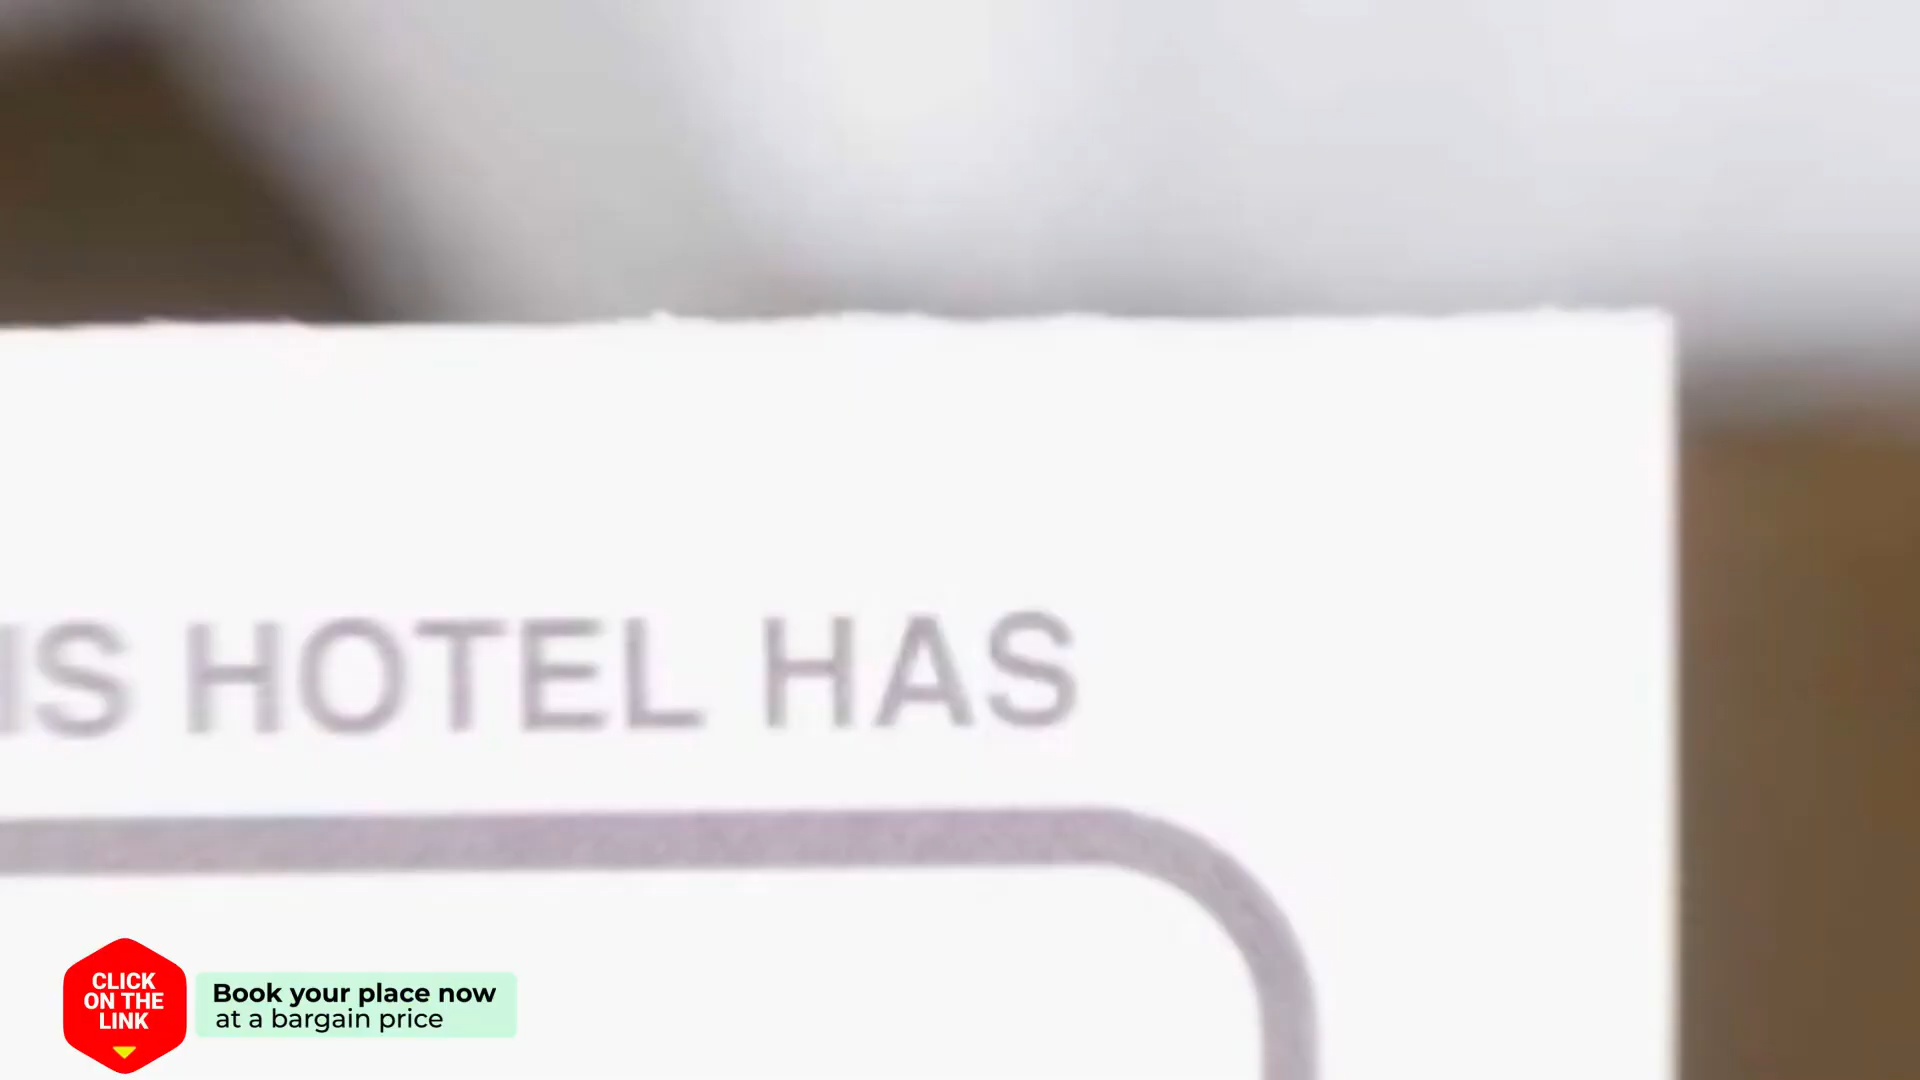 IS HOTEL HAS
CLICK
ON THE
LINK
Book your place now
at a bargain price